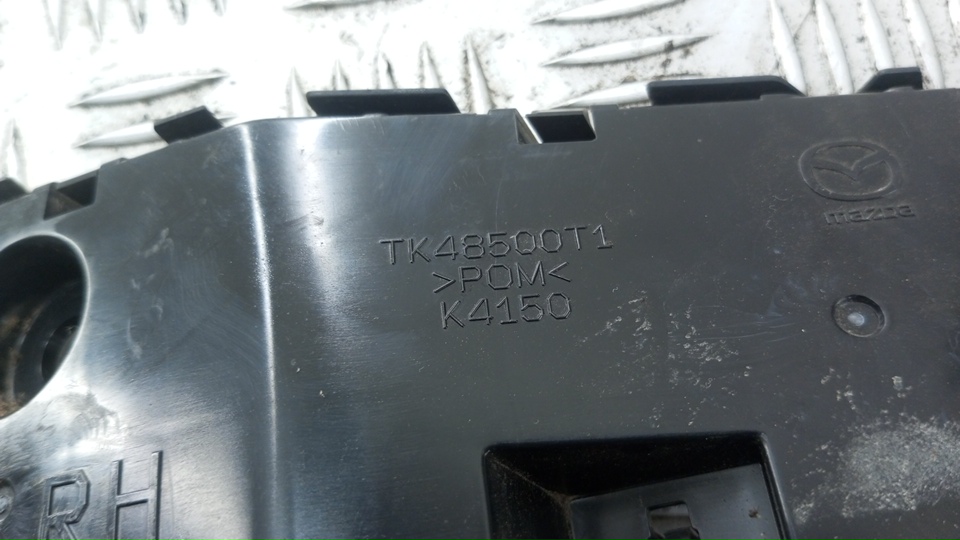 mazda
TK48500T1
>POM<
K4150
RH